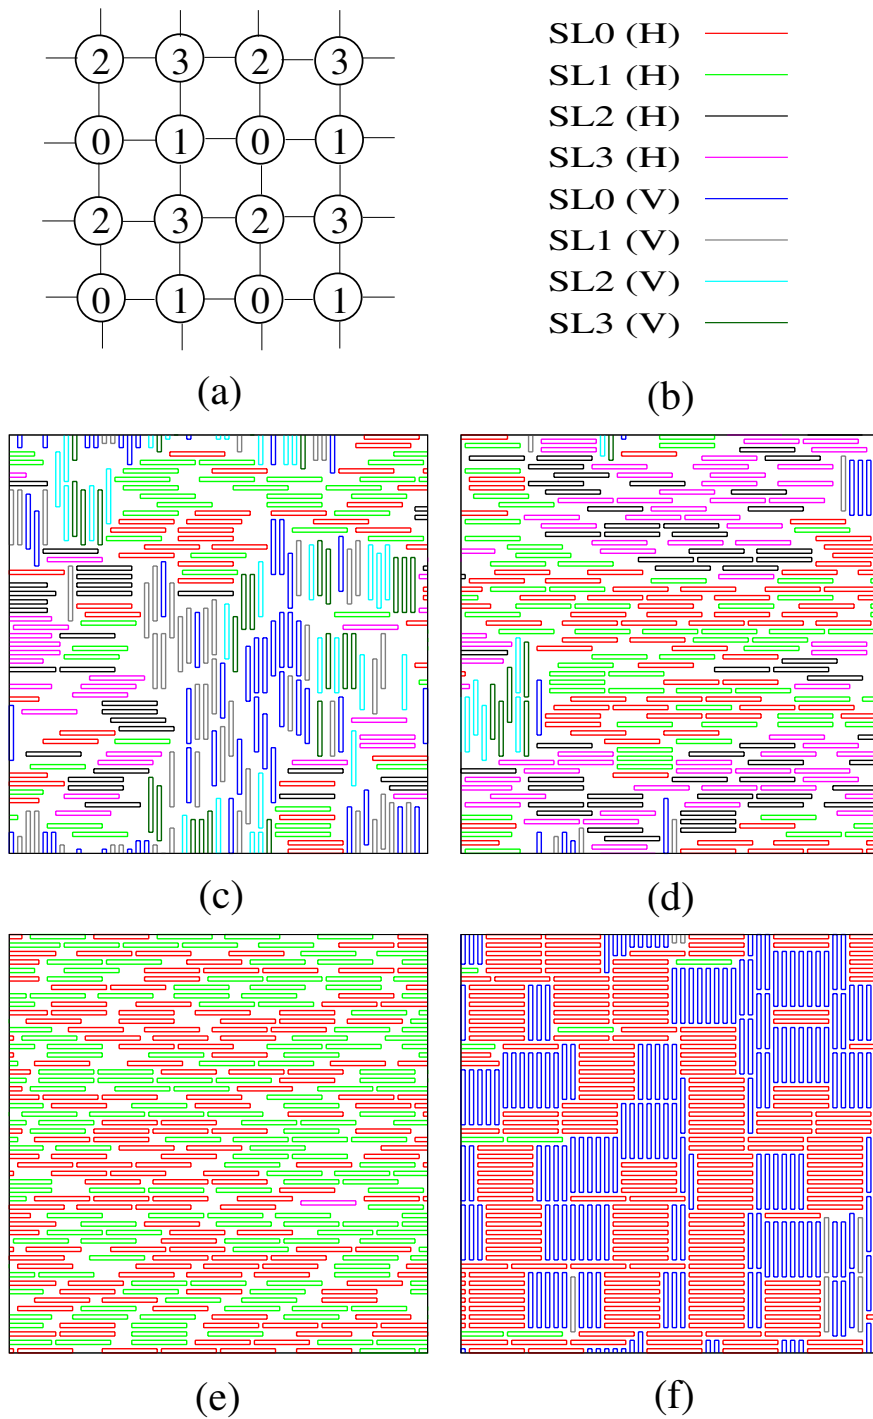 2 3 2 3
0 1 0 1
2 3 2 3
0 1 0 1
(a)
SL0 (H)
SL1 (H)
SL2 (H)
SL3 (H)
SL0 (V)
SL1 (V)
SL2 (V)
SL3 (V)
(b)
(c)
(d)
(e)
(f)